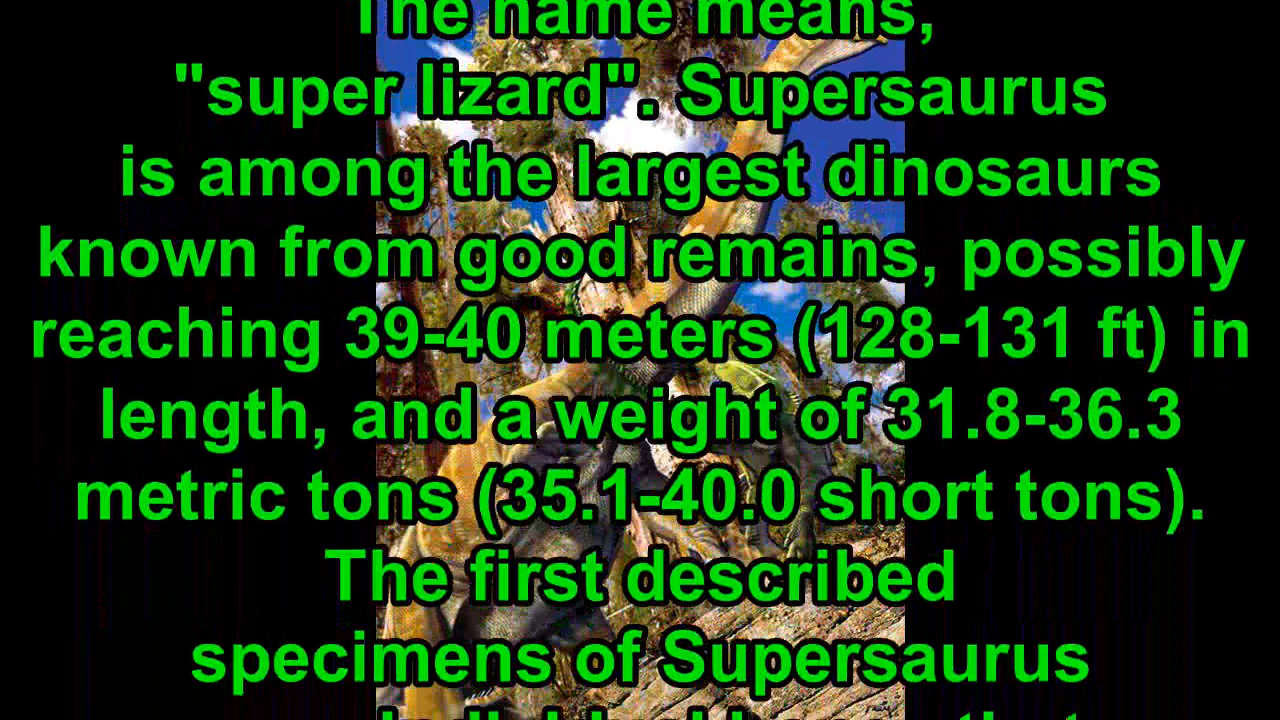 The name means,
"super lizard". Supersaurus
is among the largest dinosaurs
known from good remains, possibly
reaching 39-40 meters (128-131 ft) in
length, and a weight of 31.8-36.3
metric tons (35.1-40.0 short tons).
The first described
specimens of Supersaurus